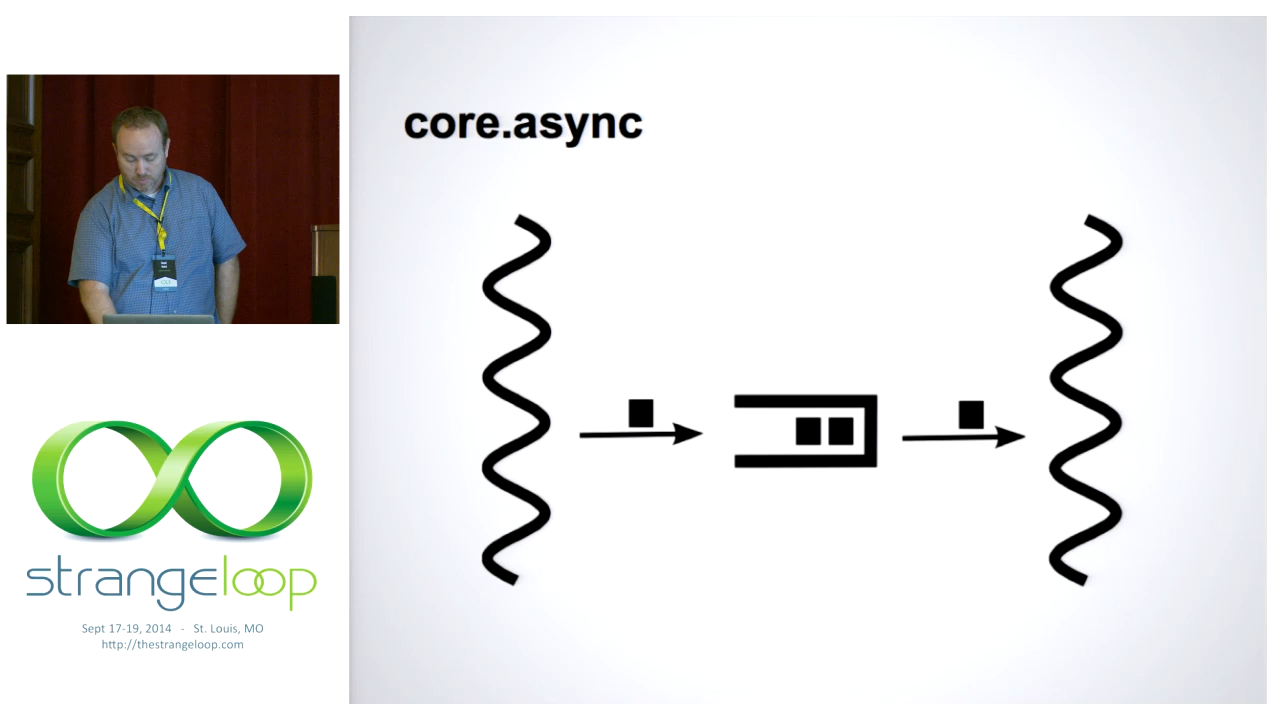 core.async
strangeloop
Sept 17-19, 2014 - St. Louis, MO
http://thestrangeloop.com